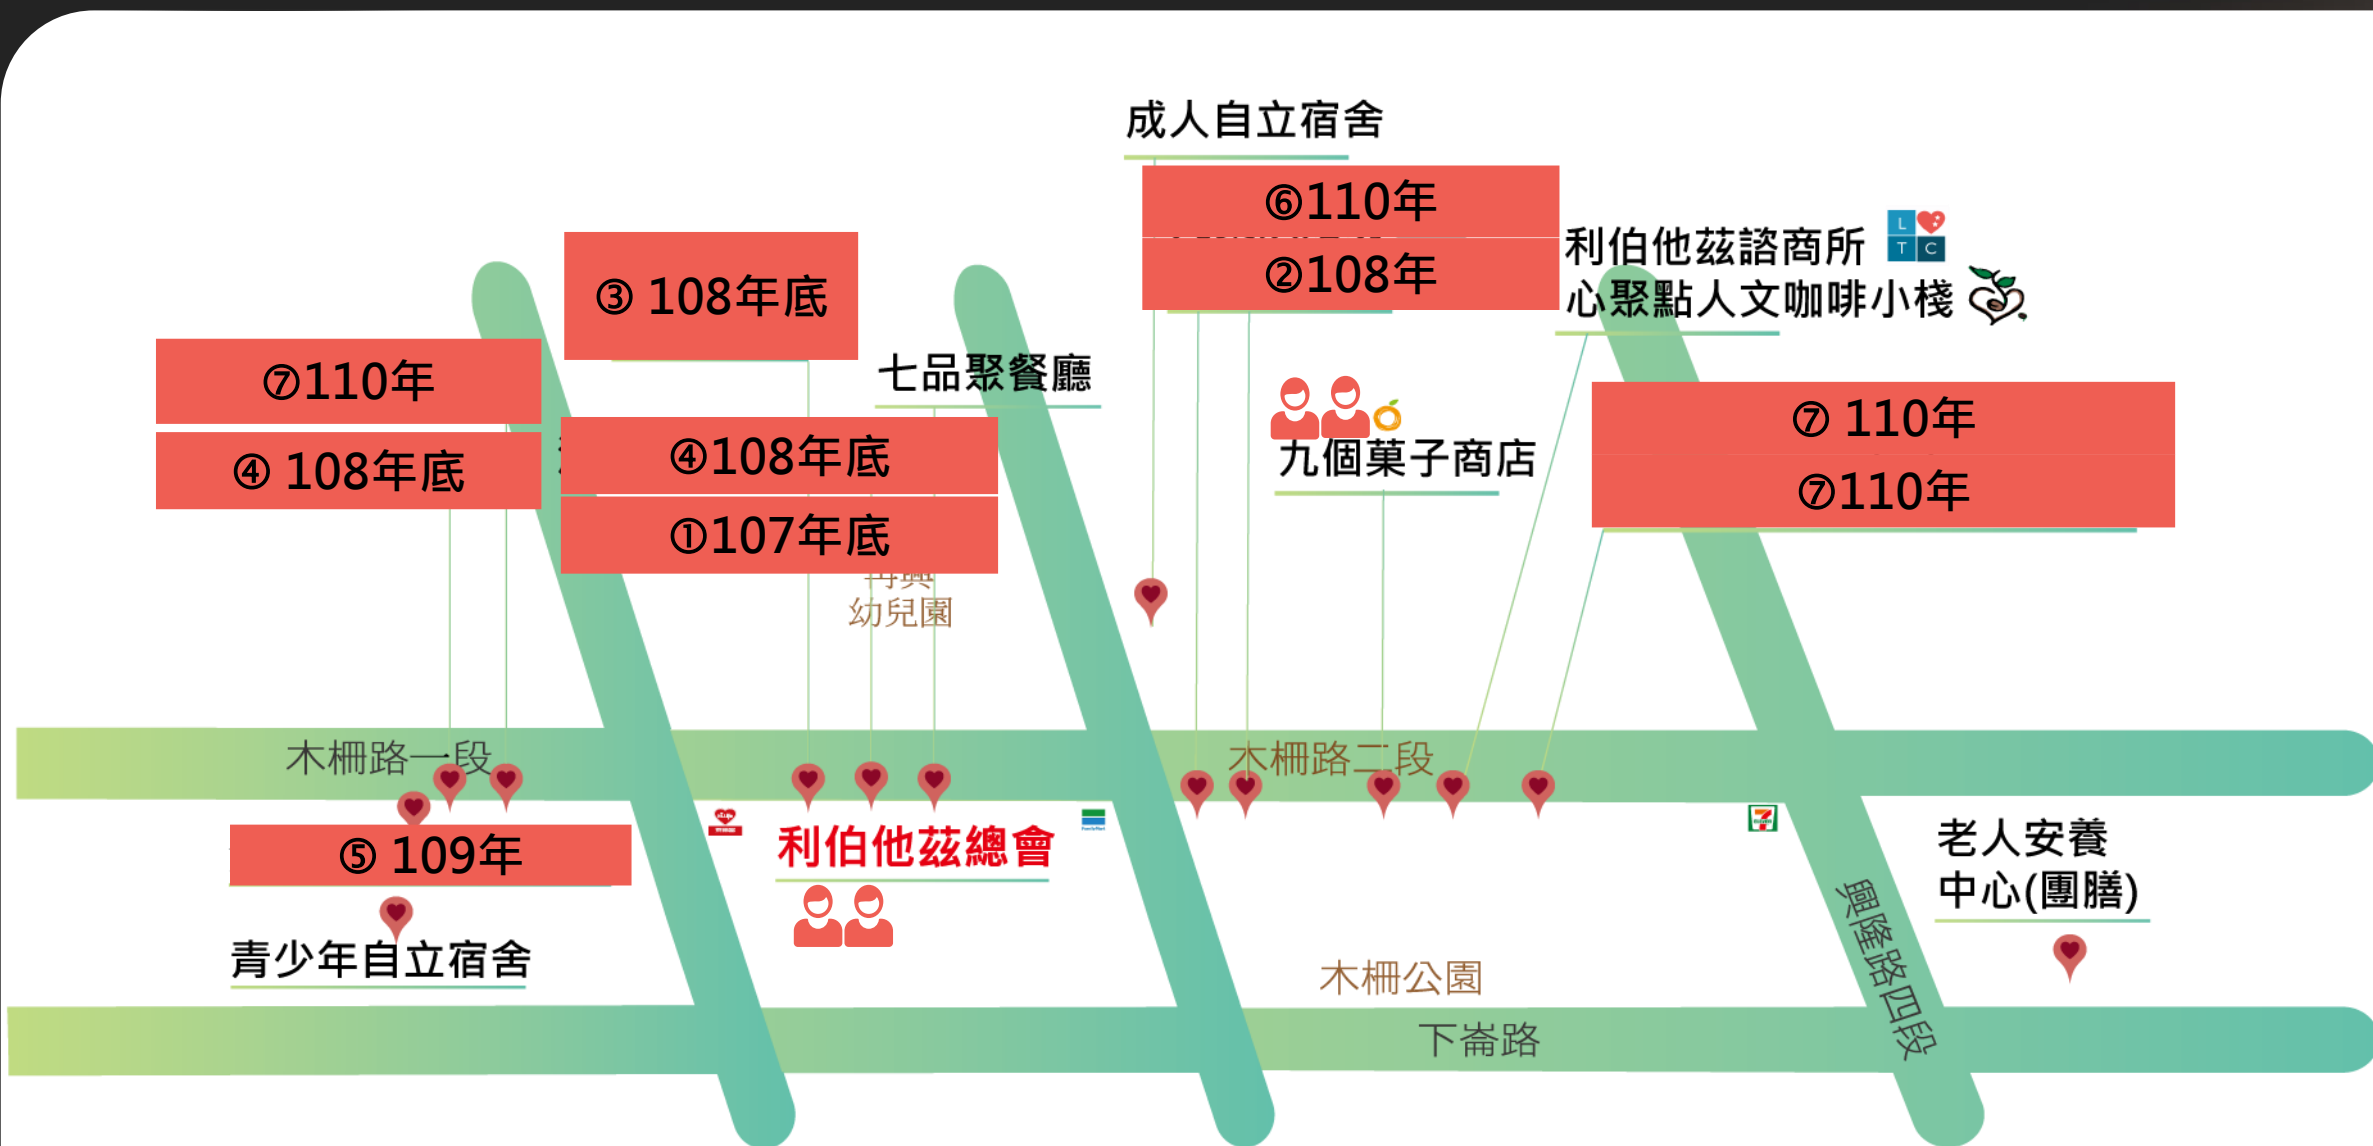 成人自立宿舍
⑥110年
②108年
利伯他茲諮商所
L
T C
心聚點人文咖啡小棧
③ 108年底
七品聚餐廳
⑦110年
④ 108年底
④108年底
①107年底
九個菓子商店
⑦ 110年
⑦110年
幼兒園
木柵路一段
木柵路二段
⑤ 109年
利伯他茲總會
青少年自立宿舍
老人安養
中心(團膳)
木柵公園
下崙路
興隆路四段